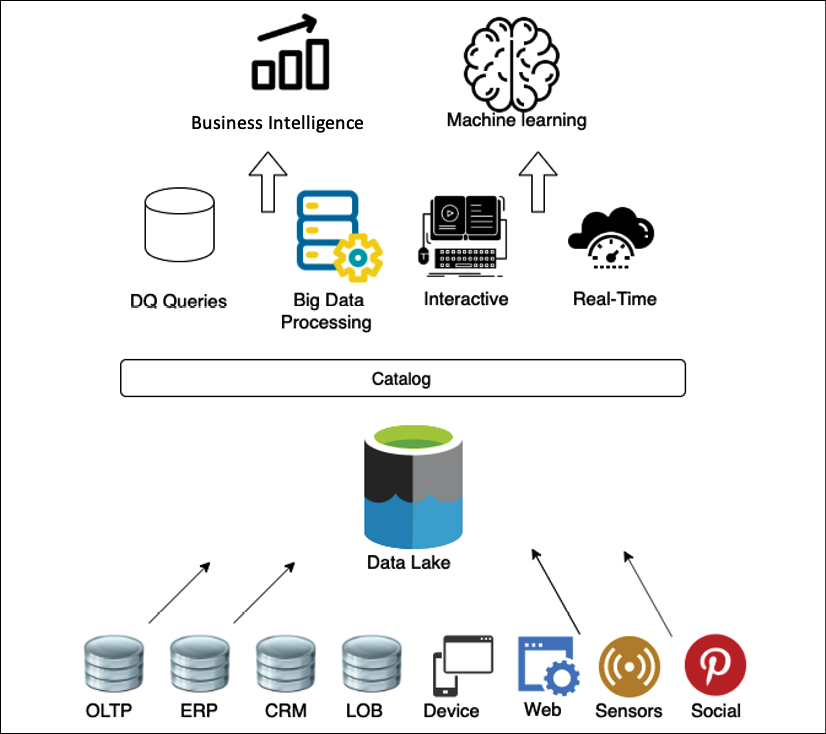 Business Intelligence
Machine learning
DQ Queries
Big Data
Processing
Interactive
Real-Time
Catalog
Data Lake
OLTP
ERP
CRM
LOB
Device
Web
Sensors
Social